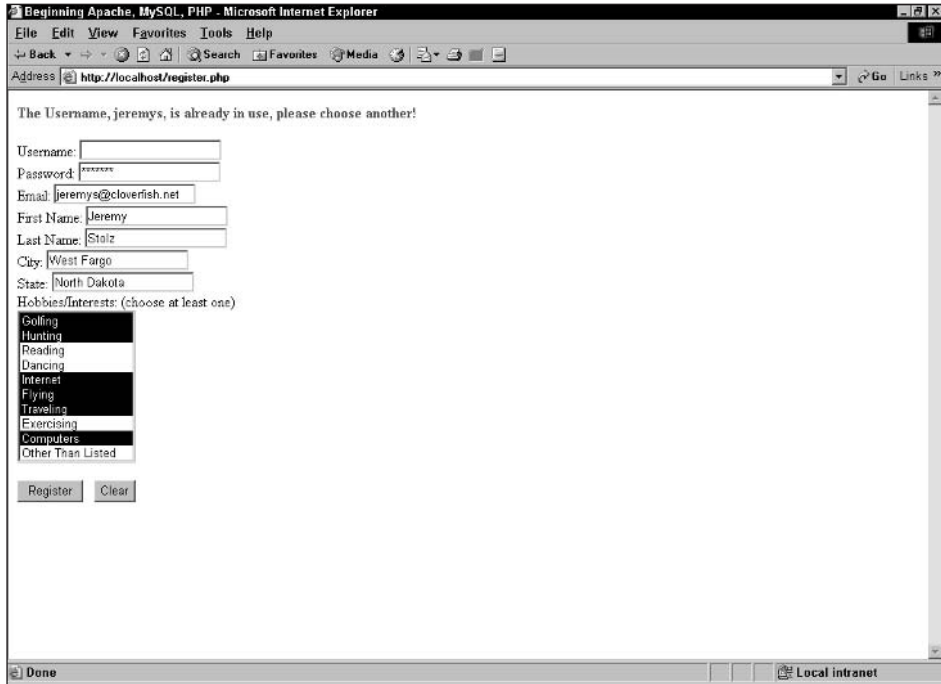 Beginning Apache, MySQL, PHP - Microsoft Internet Explorer
File Edit View Favorites Tools Help
Back Search Favorites Media
Address http://localhost/register.php Go Links »
The Username, jeremys, is already in use, please choose another!
Username:
Password: *******
Email: jeremys@cloverfish.net
First Name: Jeremy
Last Name: Stolz
City: West Fargo
State: North Dakota
Hobbies/Interests: (choose at least one)
Golfing
Hunting
Reading
Dancing
Internet
Flying
Traveling
Exercising
Computers
Other Than Listed
Register Clear
Done Local intranet